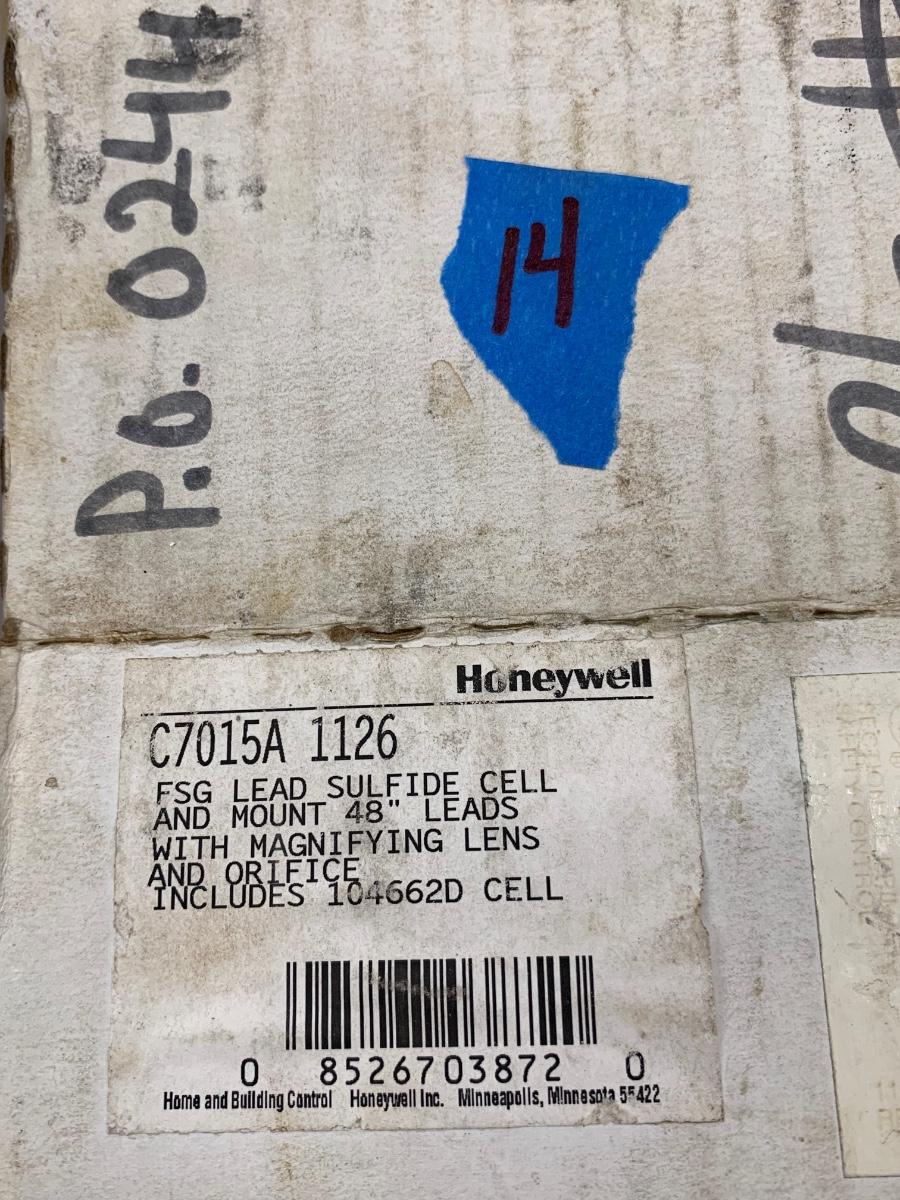 P.O. 0244
14
Honeywell
C7015A 1126
FSG LEAD SULFIDE CELL
AND MOUNT 48" LEADS
WITH MAGNIFYING LENS
AND ORIFICE
INCLUDES 104662D CELL
0 8526703872 0
Home and Building Control Honeywell Inc. Minneapolis, Minnesota 55422